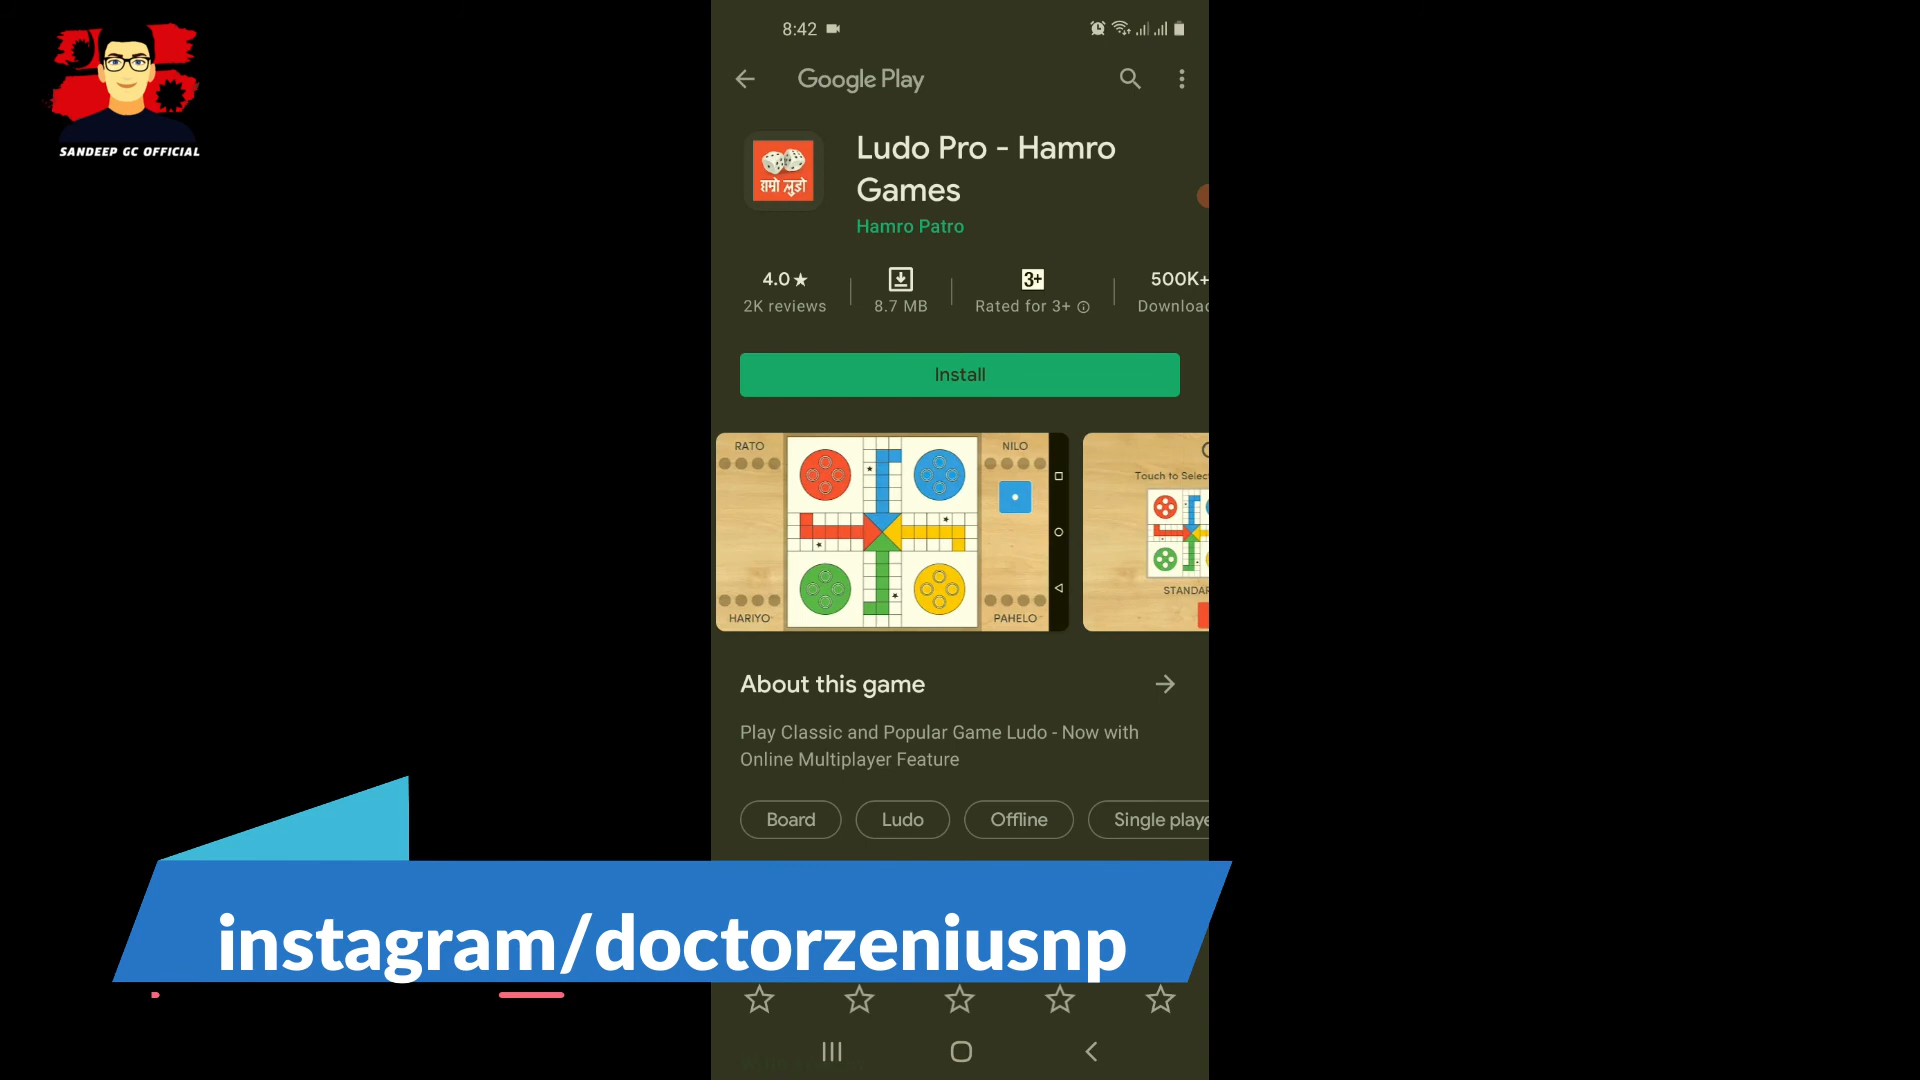 SANDEEP GC OFFICIAL
8:42
Google Play
Ludo Pro - Hamro
Games
हाम्रो लुडो
Hamro Patro
4.0★
3+
500K+
2K reviews
8.7 MB
Rated for 3+
Install
RATO
NILO
HARIYO
PAHELO
Touch to Selec
STANDAR
About this game
Play Classic and Popular Game Ludo - Now with
Online Multiplayer Feature
Board
Ludo
Offline
Single playe
instagram/doctorzeniusnp